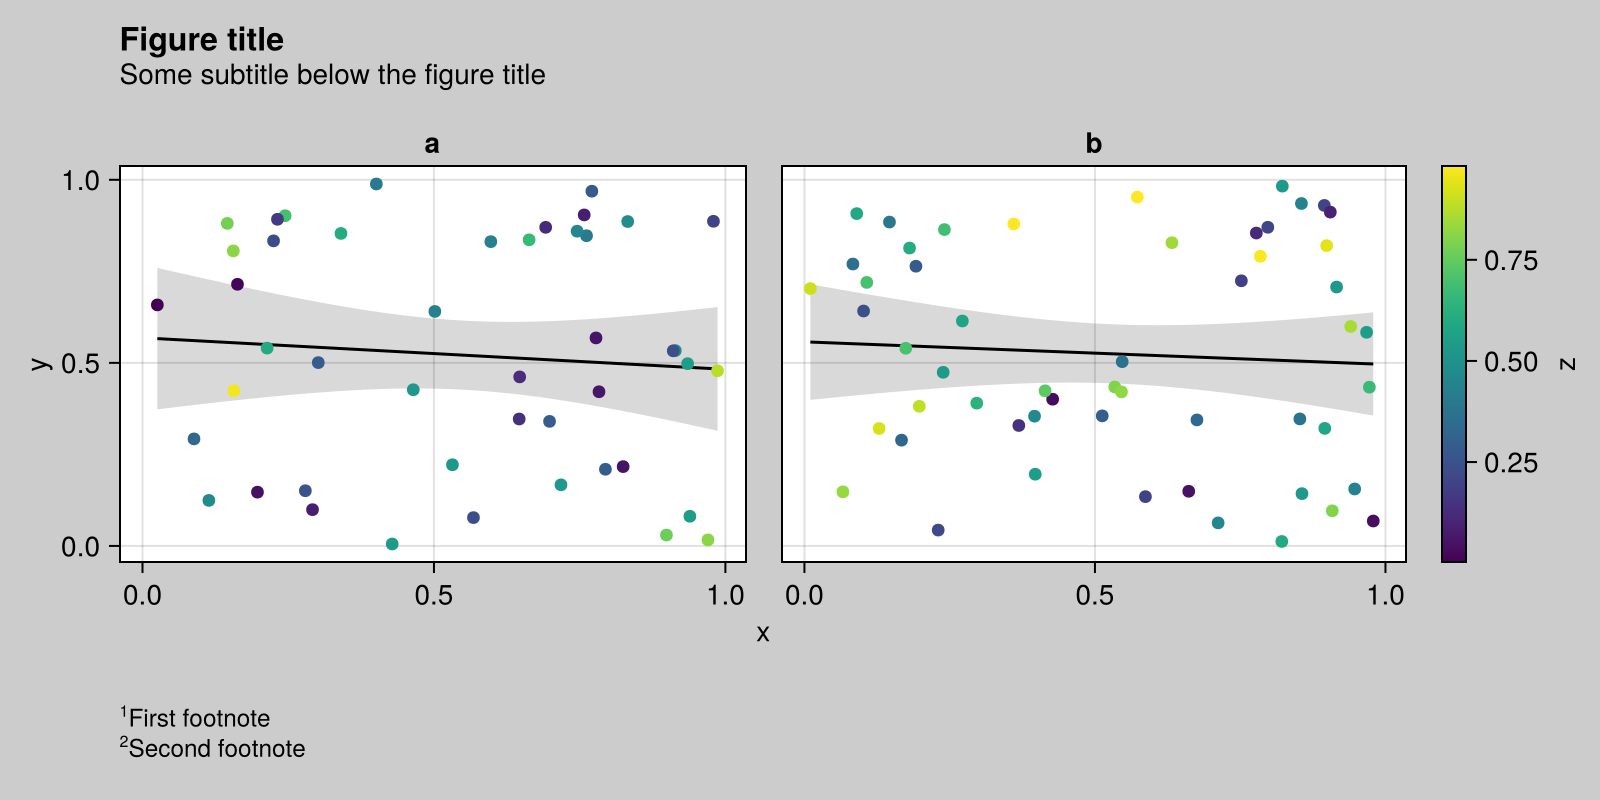 Figure title
Some subtitle below the figure title
a
b
1.0
0.5
0.0
y
0.0
0.5
1.0
0.0
0.5
1.0
x
0.75
0.50
0.25
z
¹First footnote
²Second footnote